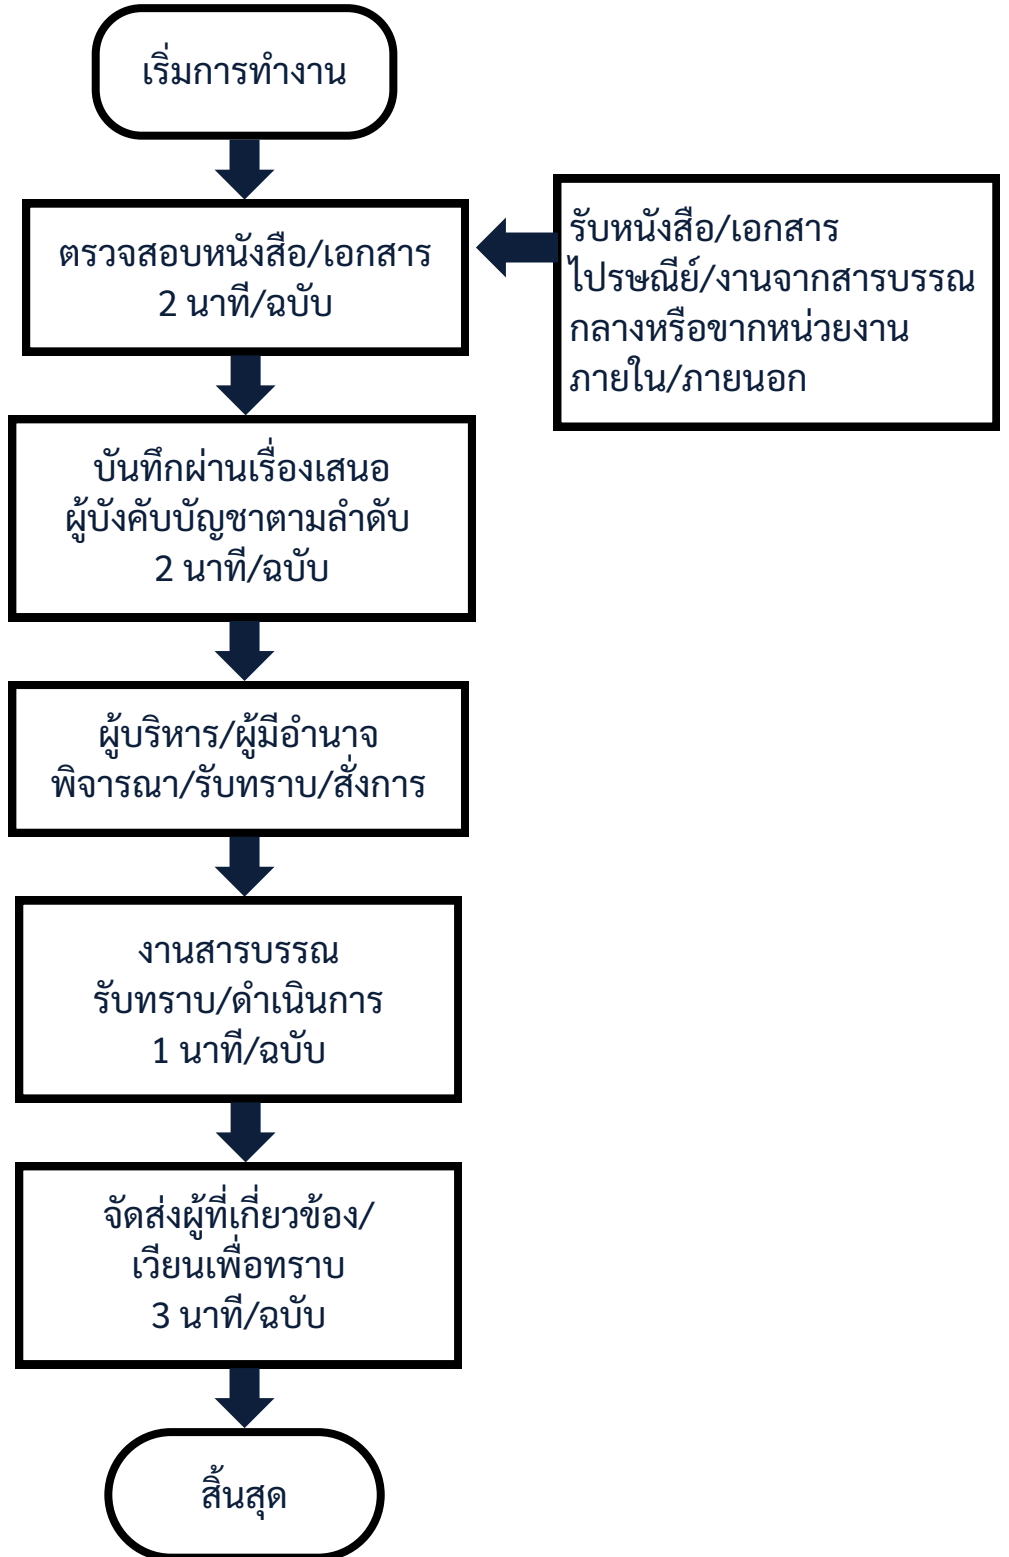 เริ่มการทำงาน
ตรวจสอบหนังสือ/เอกสาร
2 นาที/ฉบับ
รับหนังสือ/เอกสาร
ไปรษณีย์/งานจากสารบรรณ
กลางหรือขากหน่วยงาน
ภายใน/ภายนอก
บันทึกผ่านเรื่องเสนอ
ผู้บังคับบัญชาตามลำดับ
2 นาที/ฉบับ
ผู้บริหาร/ผู้มีอำนาจ
พิจารณา/รับทราบ/สั่งการ
งานสารบรรณ
รับทราบ/ดำเนินการ
1 นาที/ฉบับ
จัดส่งผู้ที่เกี่ยวข้อง/
เวียนเพื่อทราบ
3 นาที/ฉบับ
สิ้นสุด